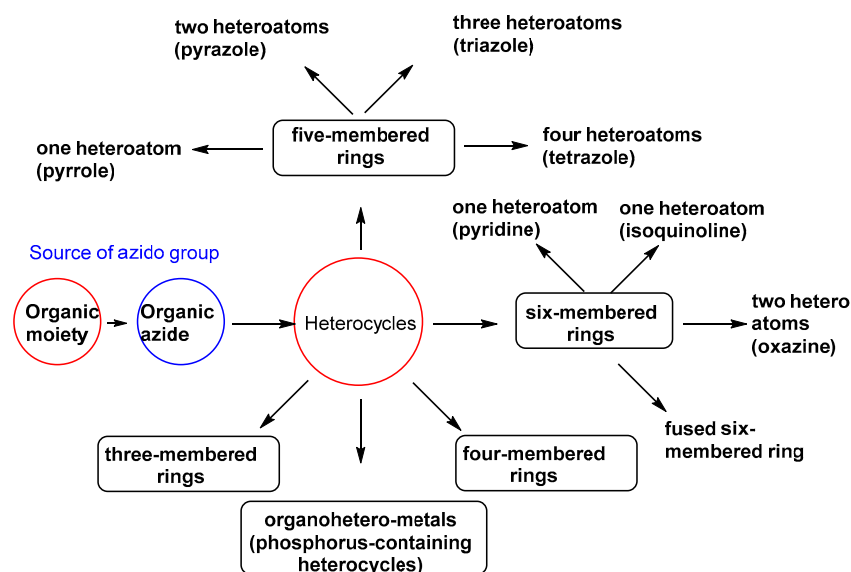 two heteroatoms
(pyrazole)
three heteroatoms
(triazole)
one heteroatom
(pyrrole)
five-membered
rings
four heteroatoms
(tetrazole)
one heteroatom
(pyridine)
one heteroatom
(isoquinoline)
Source of azido group
Organic
moiety
Organic
azide
Heterocycles
six-membered
rings
two hetero
atoms
(oxazine)
fused six-
membered ring
three-membered
rings
four-membered
rings
organohetero-metals
(phosphorus-containing
heterocycles)